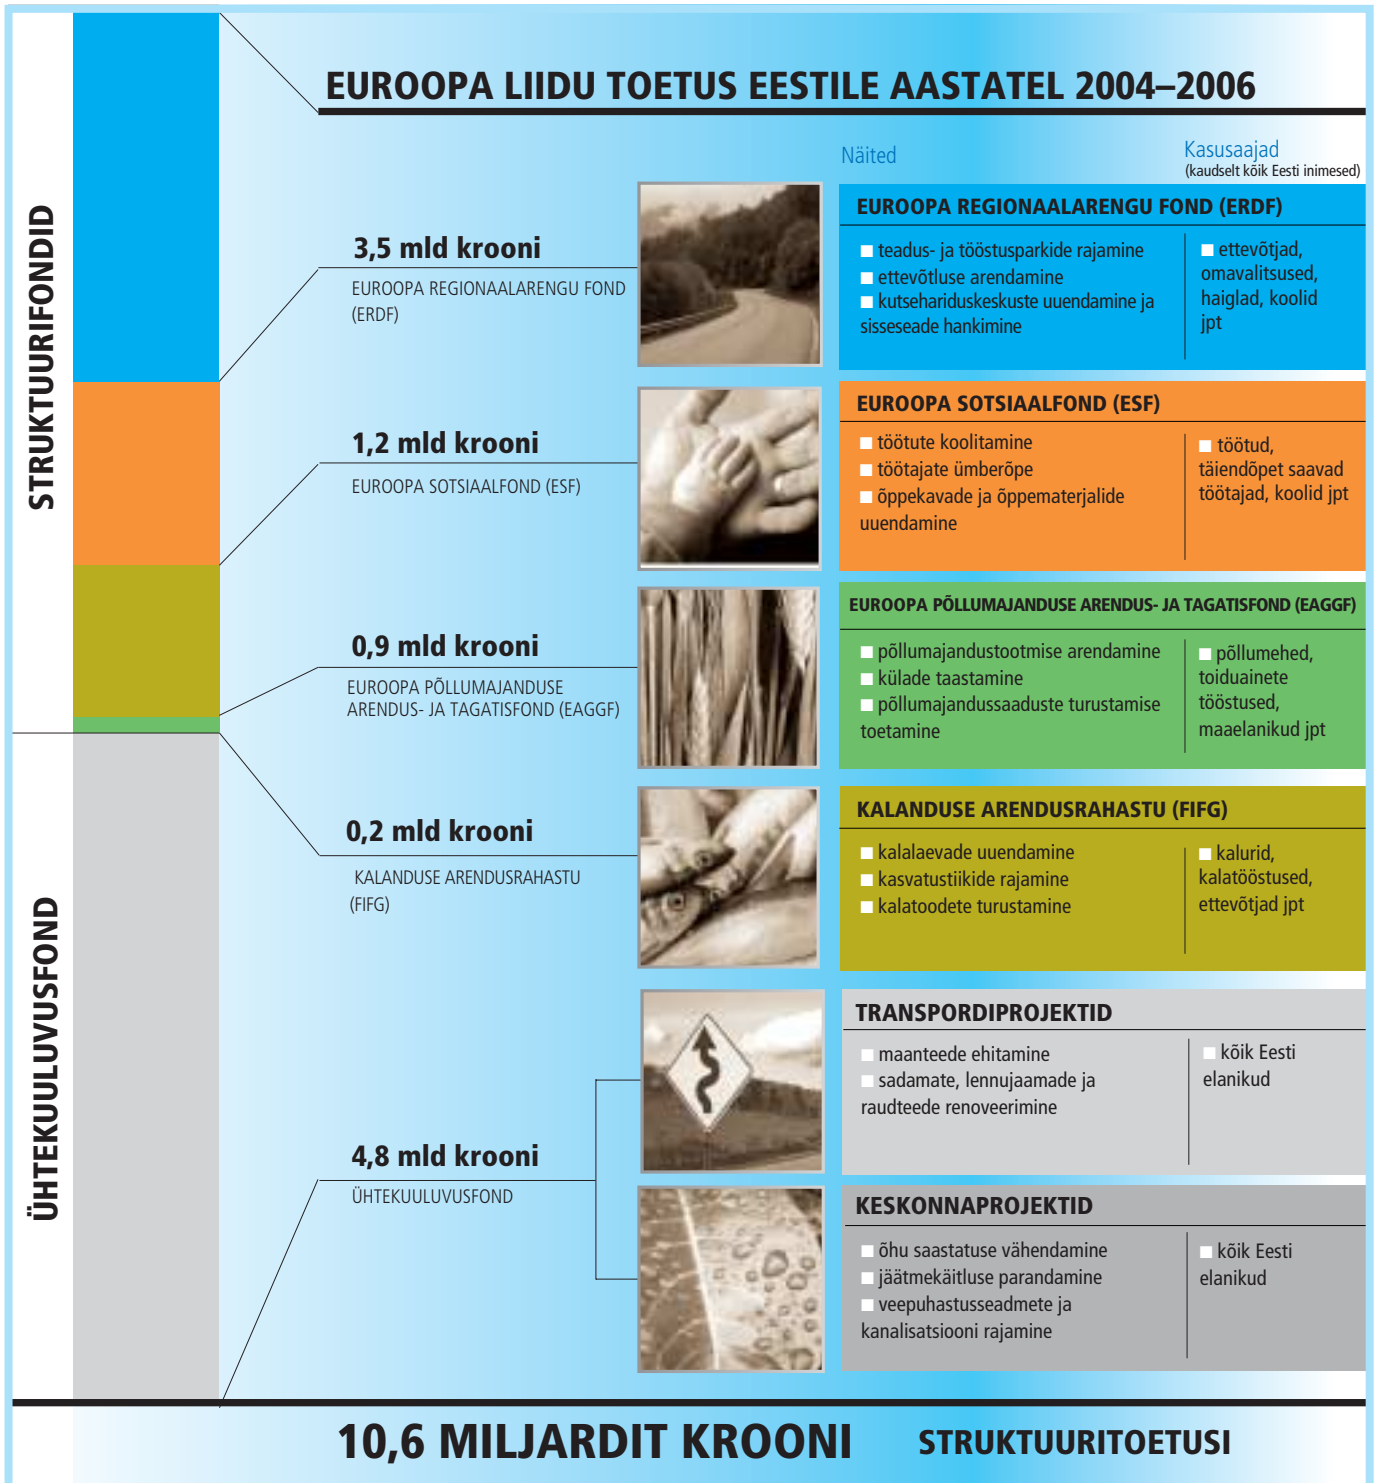 EUROOPA LIIDU TOETUS EESTILE AASTATEL 2004–2006
Näited
Kasusaajad
(kaudselt kõik Eesti inimesed)
STRUKTUURIFONDID
3,5 mld krooni
EUROOPA REGIONAALARENGU FOND
(ERDF)
EUROOPA REGIONAALARENGU FOND (ERDF)
teadus- ja tööstusparkide rajamine
ettevõtluse arendamine
kutsehariduskeskuste uuendamine ja
sisseseade hankimine
ettevõtjad,
omavalitsused,
haiglad, koolid
jpt
1,2 mld krooni
EUROOPA SOTSIAALFOND (ESF)
EUROOPA SOTSIAALFOND (ESF)
töötute koolitamine
töötajate ümberõpe
õppekavade ja õppematerjalide
uuendamine
töötud,
täiendõpet saavad
töötajad, koolid jpt
0,9 mld krooni
EUROOPA PÕLLUMAJANDUSE
ARENDUS- JA TAGATISFOND (EAGGF)
EUROOPA PÕLLUMAJANDUSE ARENDUS- JA TAGATISFOND (EAGGF)
põllumajandustootmise arendamine
külade taastamine
põllumajandussaaduste turustamise
toetamine
põllumehed,
toiduainete
tööstused,
maaelanikud jpt
0,2 mld krooni
KALANDUSE ARENDUSRAHASTU
(FIFG)
KALANDUSE ARENDUSRAHASTU (FIFG)
kalalaevade uuendamine
kasvatustiikide rajamine
kalatoodete turustamine
kalurid,
kalatööstused,
ettevõtjad jpt
ÜHTEKUULUVUSFOND
4,8 mld krooni
ÜHTEKUULUVUSFOND
TRANSPORDIPROJEKTID
maanteede ehitamine
sadamate, lennujaamade ja
raudteede renoveerimine
kõik Eesti
elanikud
KESKONNAPROJEKTID
õhu saastatuse vähendamine
jäätmekäitluse parandamine
veepuhastusseadmete ja
kanalisatsiooni rajamine
kõik Eesti
elanikud
10,6 MILJARDIT KROONI STRUKTUURITOETUSI